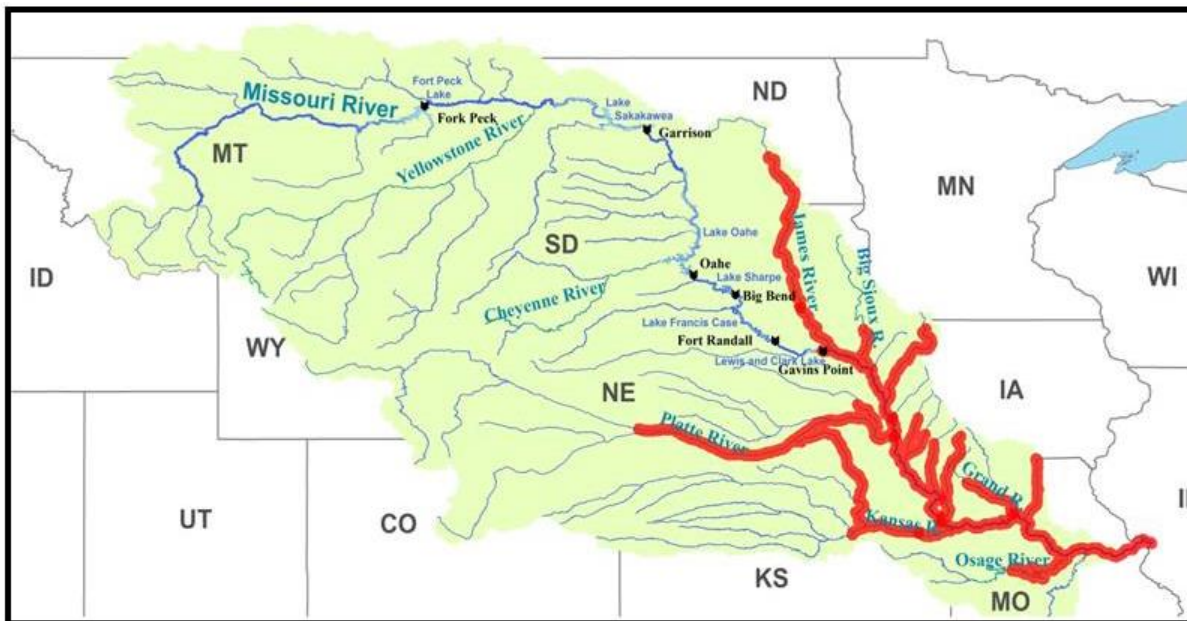 Fort Peck
Lake
Missouri River
Fork Peck
Lake
Sakakawea
ND
Garrison
Yellowstone River
MT
MN
James River
Lake Oahe
SD
Big Sioux R.
ID
Oahe
Lake Sharpe
WI
Big Bend
Cheyenne River
Lake Francis Case
Fort Randall
WY
Lewis and Clark Lake
Gavins Point
NE
IA
Platte River
Grand R.
UT
CO
Kansas R.
Osage River
KS
MO